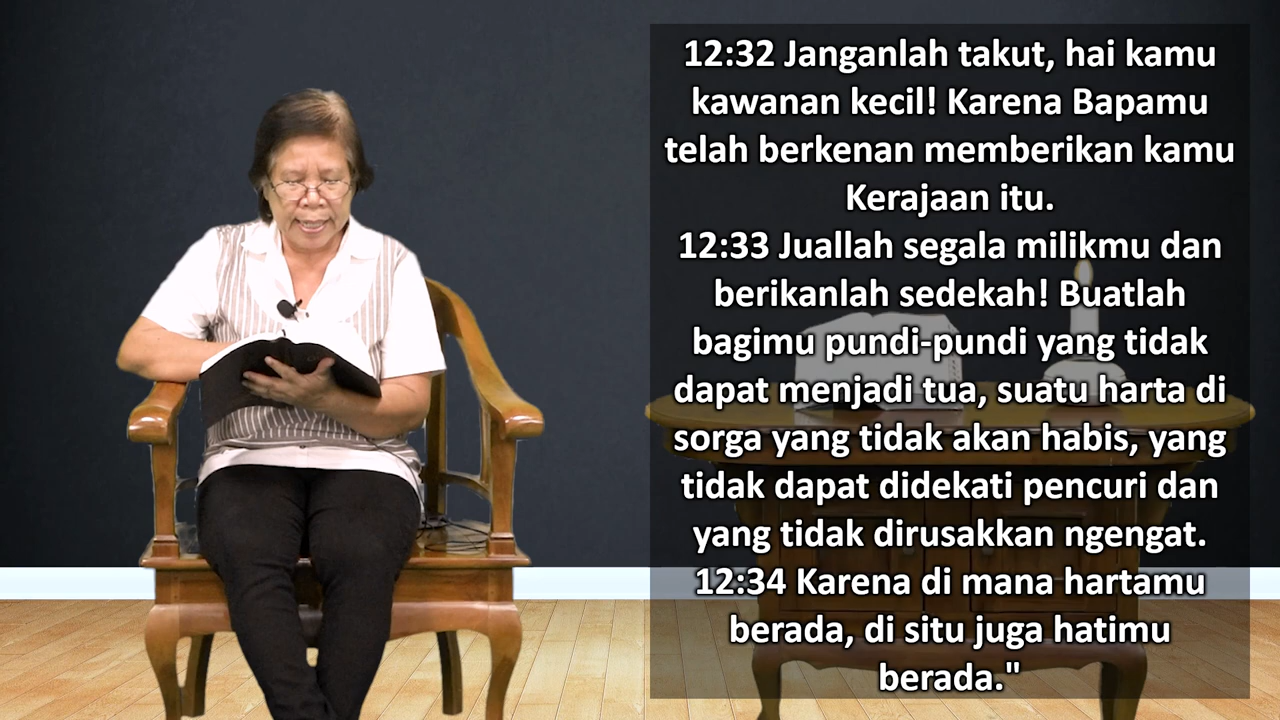 12:32 Janganlah takut, hai kamu
kawanan kecil! Karena Bapamu
telah berkenan memberikan kamu
Kerajaan itu.
12:33 Juallah segala milikmu dan
berikanlah sedekah! Buatlah
bagimu pundi-pundi yang tidak
dapat menjadi tua, suatu harta di
sorga yang tidak akan habis, yang
tidak dapat didekati pencuri dan
yang tidak dirusakkan ngengat.
12:34 Karena di mana hartamu
berada, di situ juga hatimu
berada."